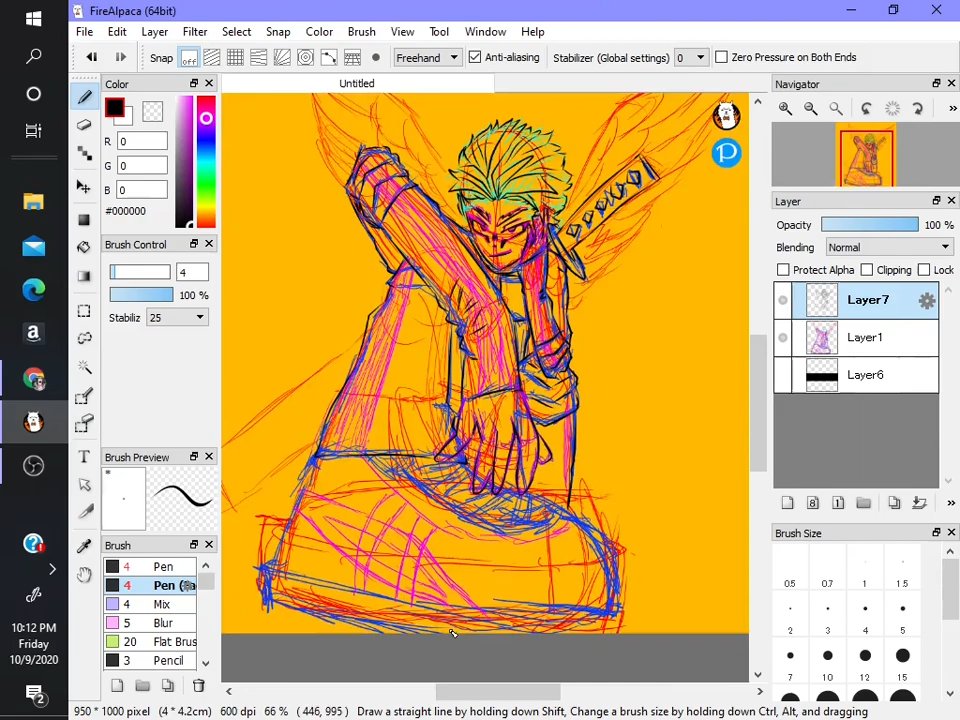 FireAlpaca (64bit)
File Edit Layer Filter Select Snap Color Brush View Tool Window Help
Snap off Freehand Anti-aliasing Stabilizer (Global settings) 0 Zero Pressure on Both Ends
Color
Untitled
Navigator
R 0
G 0
B 0
#000000
Layer
Opacity 100 %
Blending Normal
Protect Alpha Clipping Lock
Layer7
Layer1
Layer6
Brush Control
4
100 %
Stabiliz 25
Brush Preview
Brush
4 Pen
4 Pen
4 Mix
5 Blur
20 Flat Brus
3 Pencil
8 1
Brush Size
0.5 0.7 1 1.5
2 3 4 5
7 10 12 15
P
a
10:12 PM
Friday
10/9/2020
2
950 * 1000 pixel (4 * 4.2cm) 600 dpi 66 % ( 446, 995 ) Draw a straight line by holding down Shift, Change a brush size by holding down Ctrl, Alt, and dragging